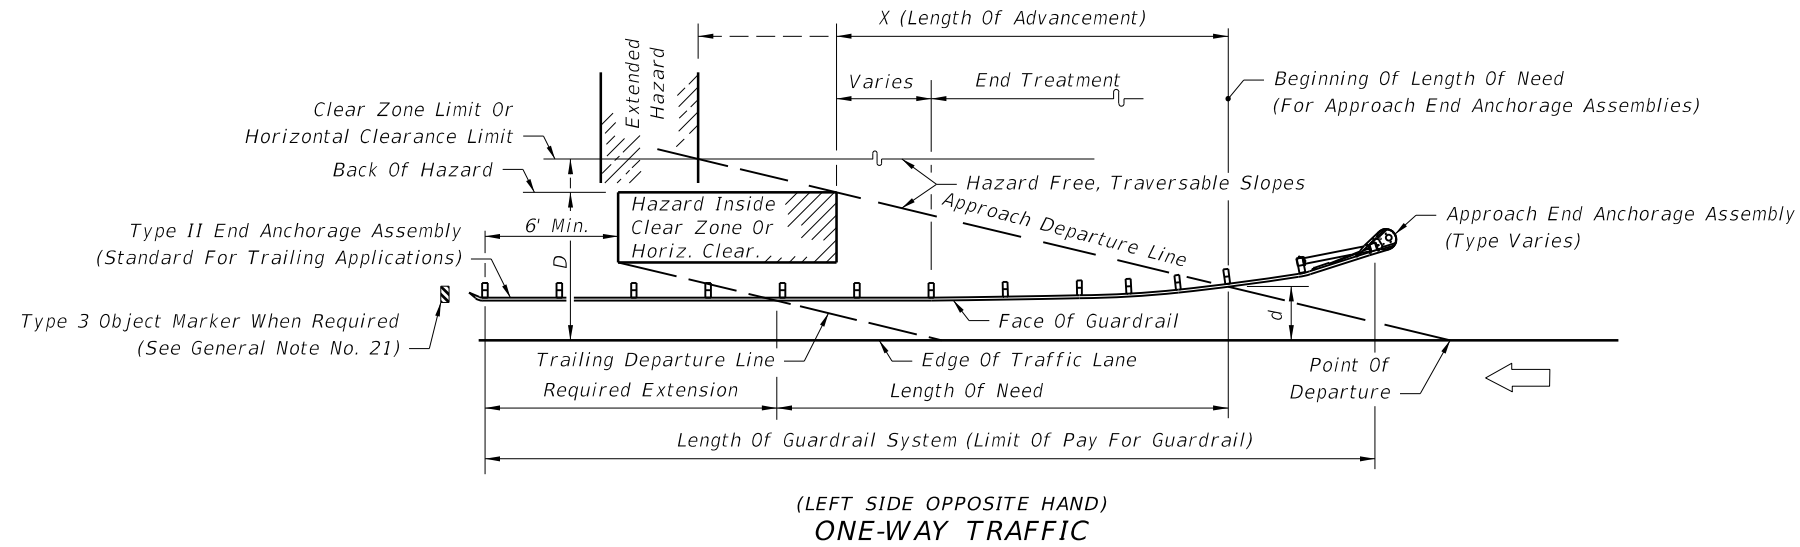 X (Length Of Advancement)
Extended
Hazard
Varies
End Treatment
Beginning Of Length Of Need
(For Approach End Anchorage Assemblies)
Clear Zone Limit Or
Horizontal Clearance Limit
Back Of Hazard
Hazard Free, Traversable Slopes
Hazard Inside
Clear Zone Or
Horiz. Clear.
Approach Departure Line
Approach End Anchorage Assembly
(Type Varies)
Type II End Anchorage Assembly
(Standard For Trailing Applications)
6' Min.
D
d
Type 3 Object Marker When Required
(See General Note No. 21)
Face Of Guardrail
Trailing Departure Line
Edge Of Traffic Lane
Point Of
Departure
Required Extension
Length Of Need
Length Of Guardrail System (Limit Of Pay For Guardrail)
(LEFT SIDE OPPOSITE HAND)
ONE-WAY TRAFFIC